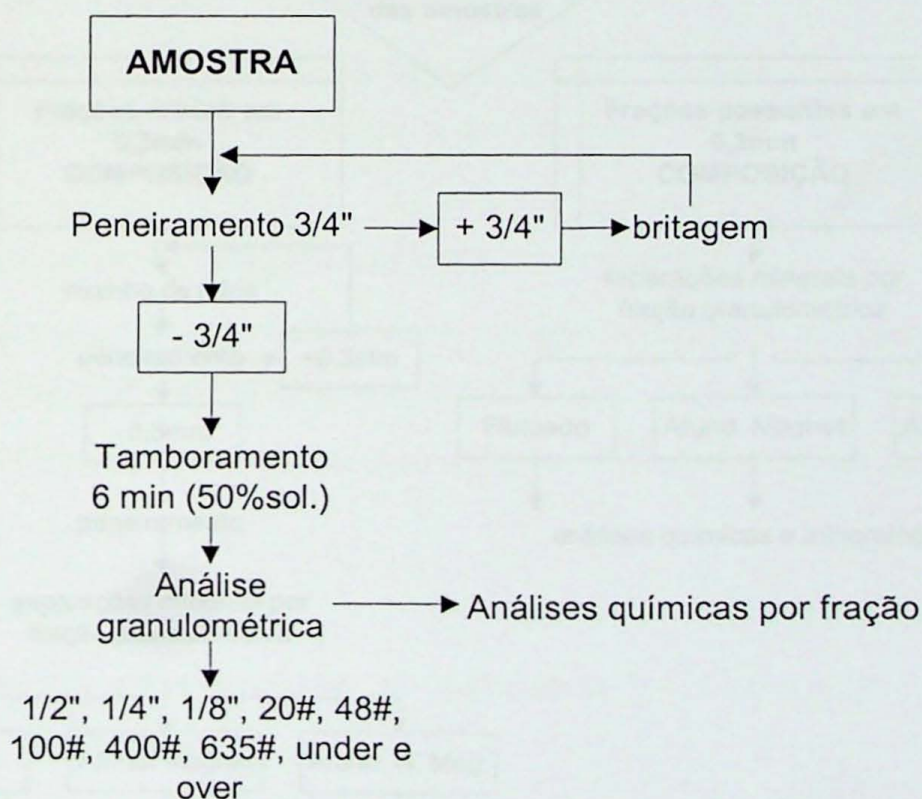 AMOSTRA
Peneiramento 3/4"
+ 3/4"
britagem
- 3/4"
Tamboramento
6 min (50%sol.)
Análise
granulométrica
Análises químicas por fração
1/2", 1/4", 1/8", 20#, 48#,
100#, 400#, 635#, under e
over